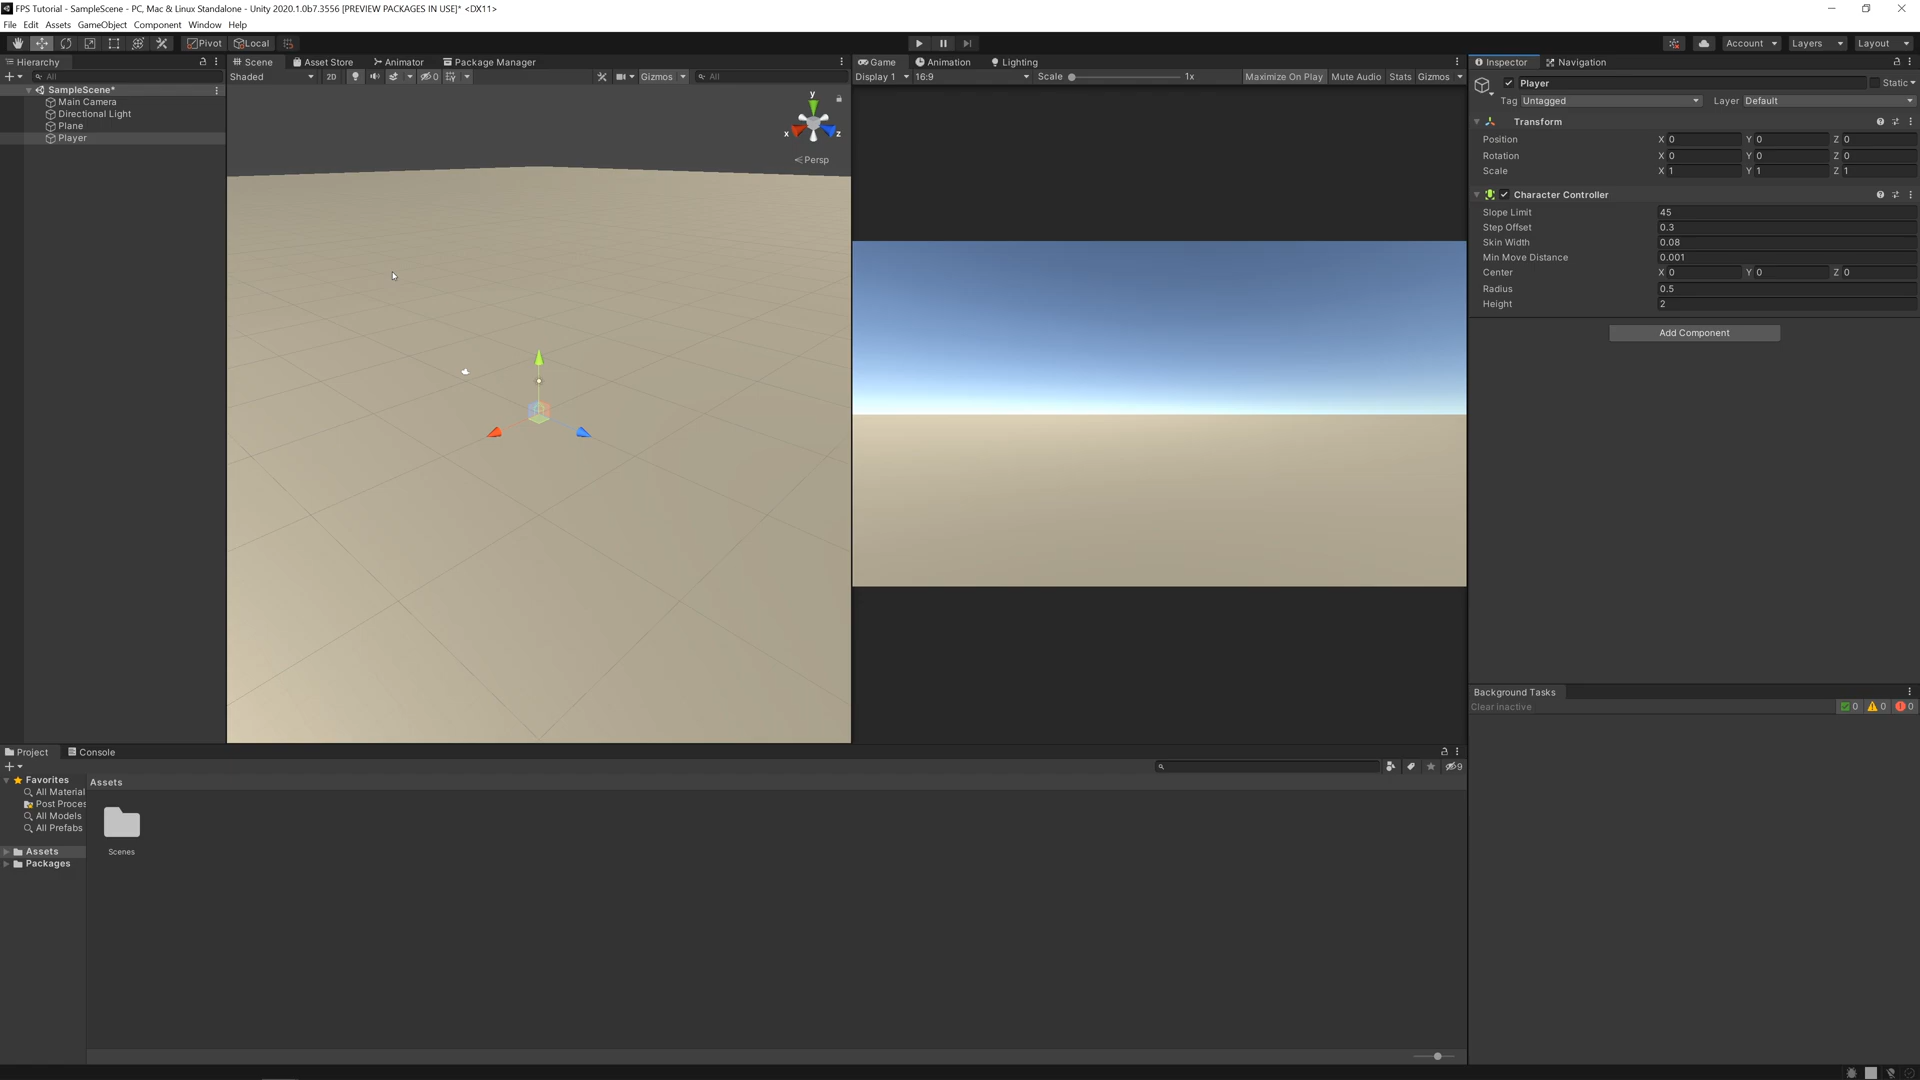 FPS Tutorial - SampleScene - PC, Mac & Linux Standalone - Unity 2020.1.0b7.3556 [PREVIEW PACKAGES IN USE]* <DX11>
File Edit Assets GameObject Component Window Help
Pivot Local Account Layers Layout
Hierarchy
All
SampleScene*
Main Camera
Directional Light
Plane
Player
Scene Asset Store Animator Package Manager
Shaded 2D 0 Gizmos All
y
x z
Persp
Game Animation Lighting
Display 1 16:9 Scale 1x Maximize On Play Mute Audio Stats Gizmos
Inspector Navigation
Player Static
Tag Untagged Layer Default
Transform
Position X 0 Y 0 Z 0
Rotation X 0 Y 0 Z 0
Scale X 1 Y 1 Z 1
Character Controller
Slope Limit 45
Step Offset 0.3
Skin Width 0.08
Min Move Distance 0.001
Center X 0 Y 0 Z 0
Radius 0.5
Height 2
Add Component
Background Tasks
Clear inactive 0 0 0
Project Console
9
Favorites
All Material
Post Proces
All Models
All Prefabs
Assets
Packages
Assets
Scenes